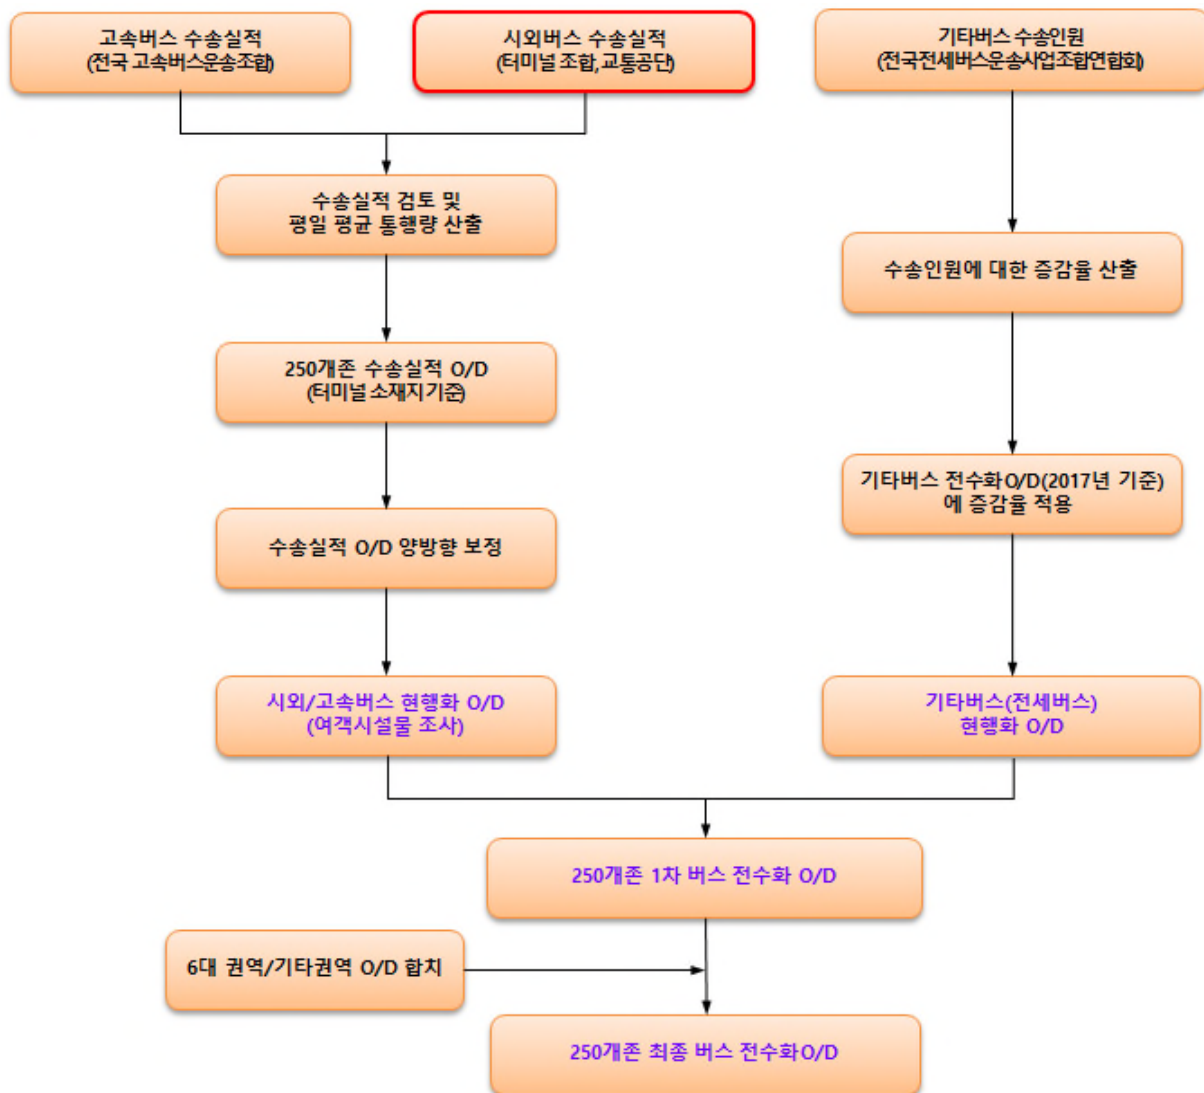 고속버스 수송실적
(전국 고속버스운송조합)
시외버스 수송실적
(터미널 조합,교통공단)
기타버스 수송인원
(전국전세버스운송사업조합연합회)
수송실적 검토 및
평일 평균 통행량 산출
수송인원에 대한 증감율 산출
250개존 수송실적 O/D
(터미널 소재지기준)
기타버스 전수화O/D(2017년 기준)
에 증감율 적용
수송실적 O/D 양방향 보정
시외/고속버스 현행화 O/D
(여객시설물 조사)
기타버스(전세버스)
현행화 O/D
250개존 1차 버스 전수화 O/D
6대 권역/기타권역 O/D 합치
250개존 최종 버스 전수화O/D